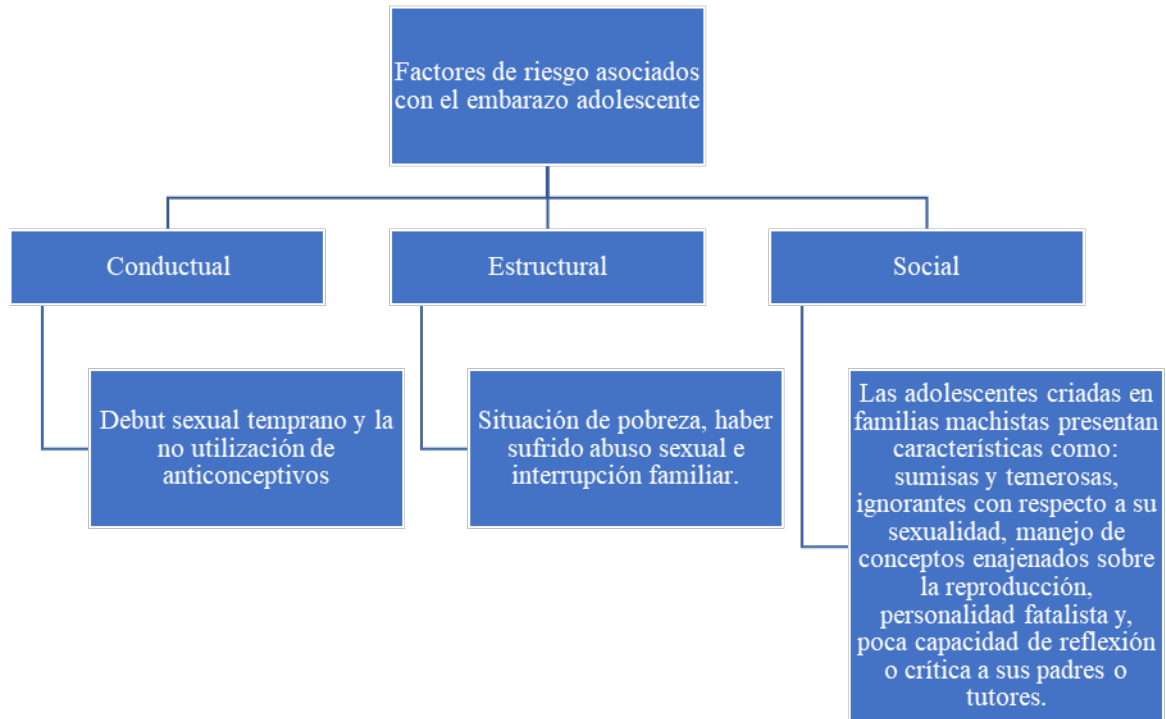 Factores de riesgo asociados
con el embarazo adolescente
Conductual
Estructural
Social
Debut sexual temprano y la
no utilización de
anticonceptivos
Situación de pobreza, haber
sufrido abuso sexual e
interrupción familiar.
Las adolescentes criadas en
familias machistas presentan
características como:
sumisas y temerosas,
ignorantes con respecto a su
sexualidad, manejo de
conceptos enajenados sobre
la reproducción,
personalidad fatalista y,
poca capacidad de reflexión
o crítica a sus padres o
tutores.